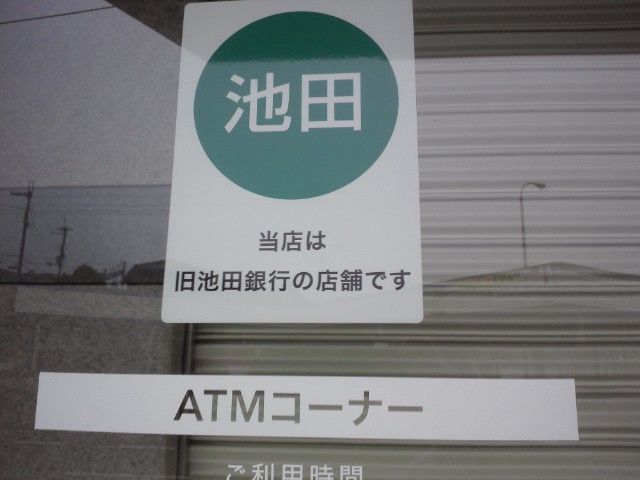 池田
当店は
旧池田銀行の店舗です
ATMコーナー
ご利用時間